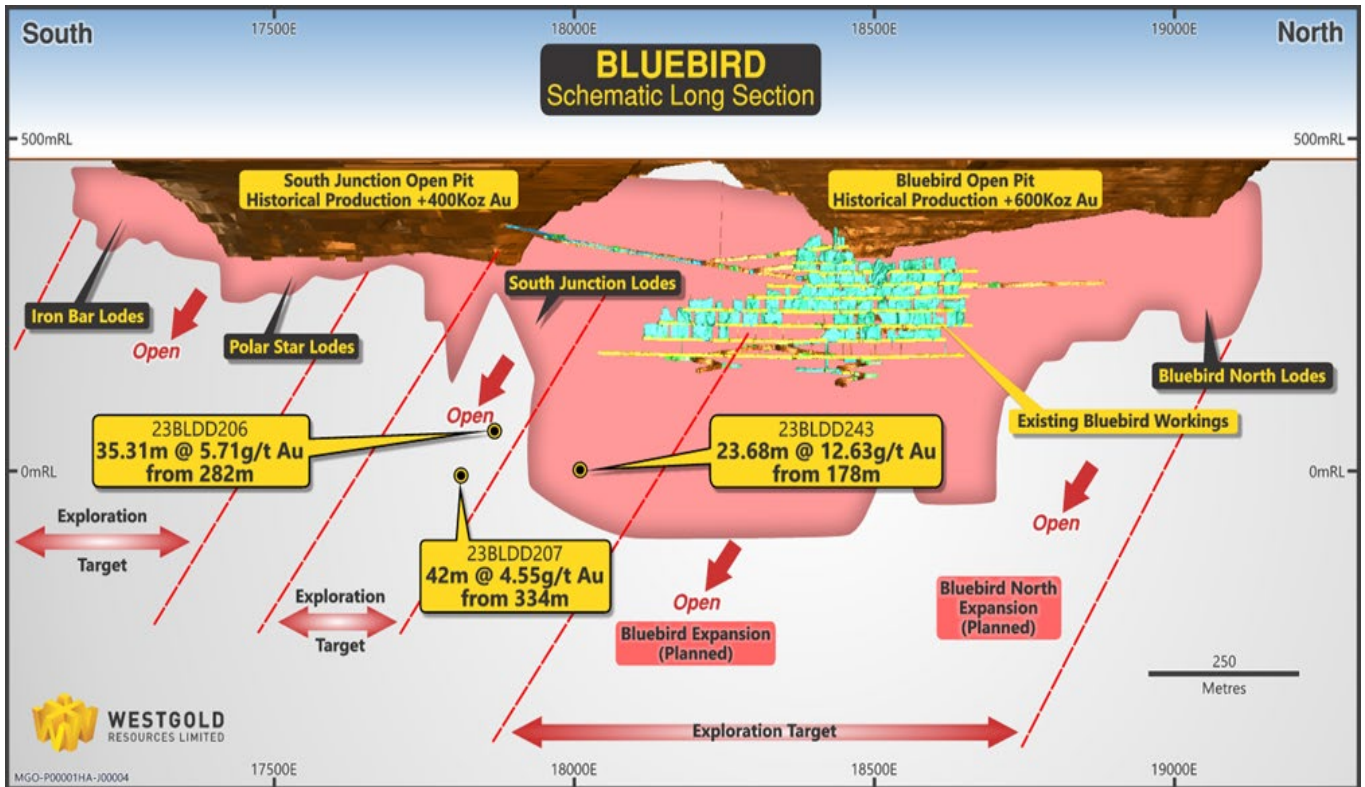 South
17500E
18000E
18500E
19000E
North
BLUEBIRD
Schematic Long Section
500mRL
500mRL
South Junction Open Pit
Historical Production +400Koz Au
Bluebird Open Pit
Historical Production +600Koz Au
South Junction Lodes
Iron Bar Lodes
Open
Polar Star Lodes
Bluebird North Lodes
Open
Existing Bluebird Workings
23BLDD206
35.31m @ 5.71g/t Au
from 282m
23BLDD243
23.68m @ 12.63g/t Au
from 178m
0mRL
0mRL
Exploration
Target
Open
23BLDD207
42m @ 4.55g/t Au
from 334m
Exploration
Target
Open
Bluebird Expansion
(Planned)
Bluebird North
Expansion
(Planned)
250
Metres
WESTGOLD
RESOURCES LIMITED
Exploration Target
MGO-P00001HA-J00004
17500E
18000E
18500E
19000E